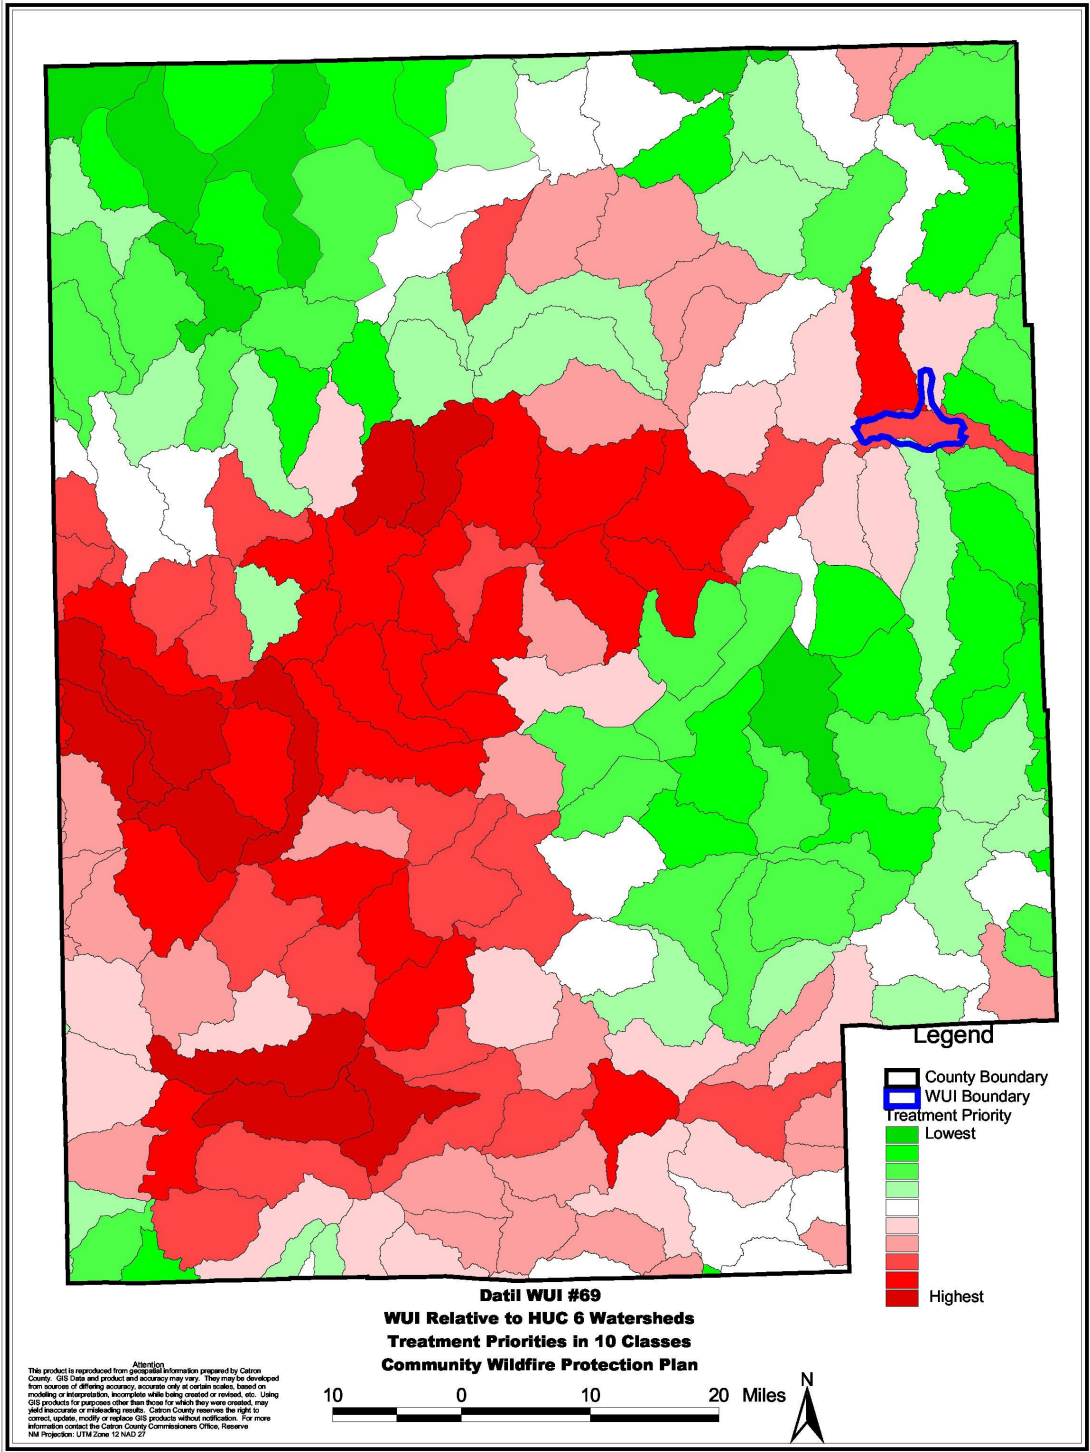 Legend
County Boundary
WUI Boundary
Treatment Priority
Lowest
Highest
Datil WUI #69
WUI Relative to HUC 6 Watersheds
Treatment Priorities in 10 Classes
Community Wildfire Protection Plan
Attention
This product is reproduced from geospatial information prepared by Catron
County. GIS Data and product and accuracy may vary. They may be developed
from sources of differing accuracy, accurate only at certain scales, based on
modeling or interpretation, incomplete while being created or revised, etc. Using
GIS products for purposes other than those for which they were created, may
yield inaccurate or misleading results. Catron County reserves the right to
correct, update, modify or replace GIS products without notification. For more
information contact the Catron County Commissioners Office, Reserve
NM Projection: UTM Zone 12 NAD 27
10 0 10 20 Miles
N